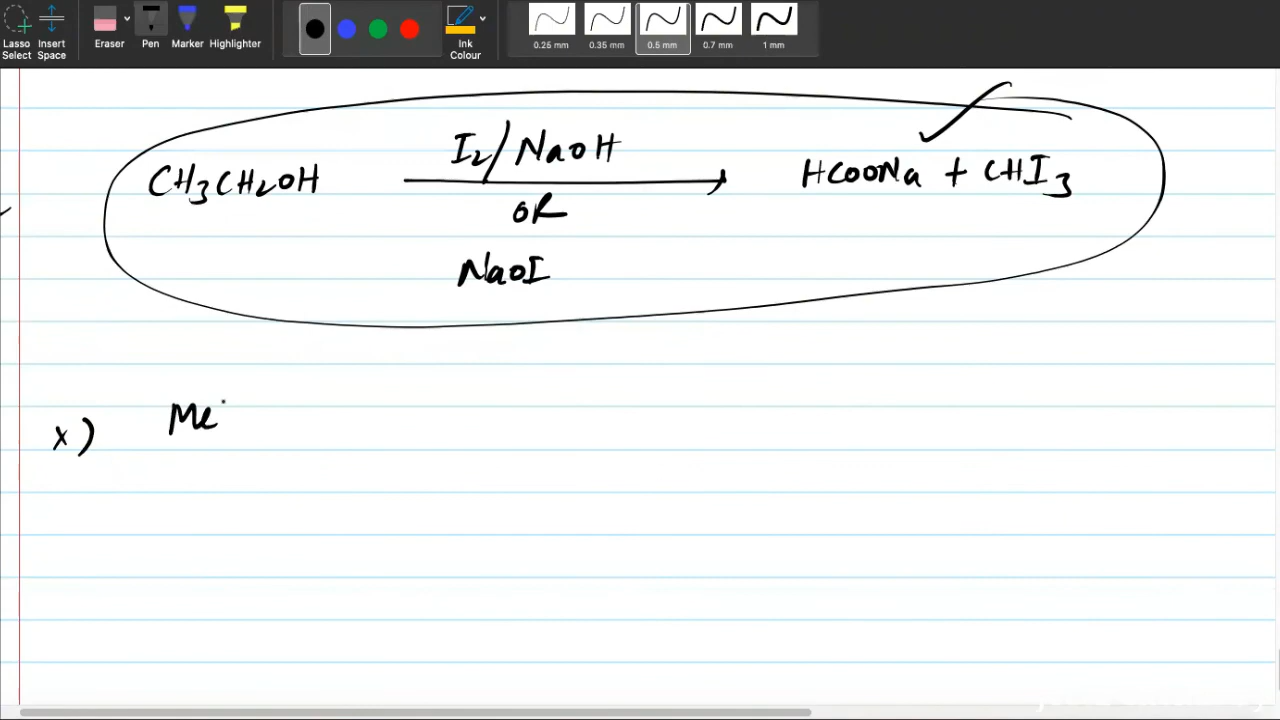 Lasso Select
Insert Space
Eraser
Pen
Marker
Highlighter
Ink Colour
0.25 mm
0.35 mm
0.5 mm
0.7 mm
1 mm
I2/NaOH
CH3CH2OH HCOONa + CHI3
OR
NaOI
x) Me